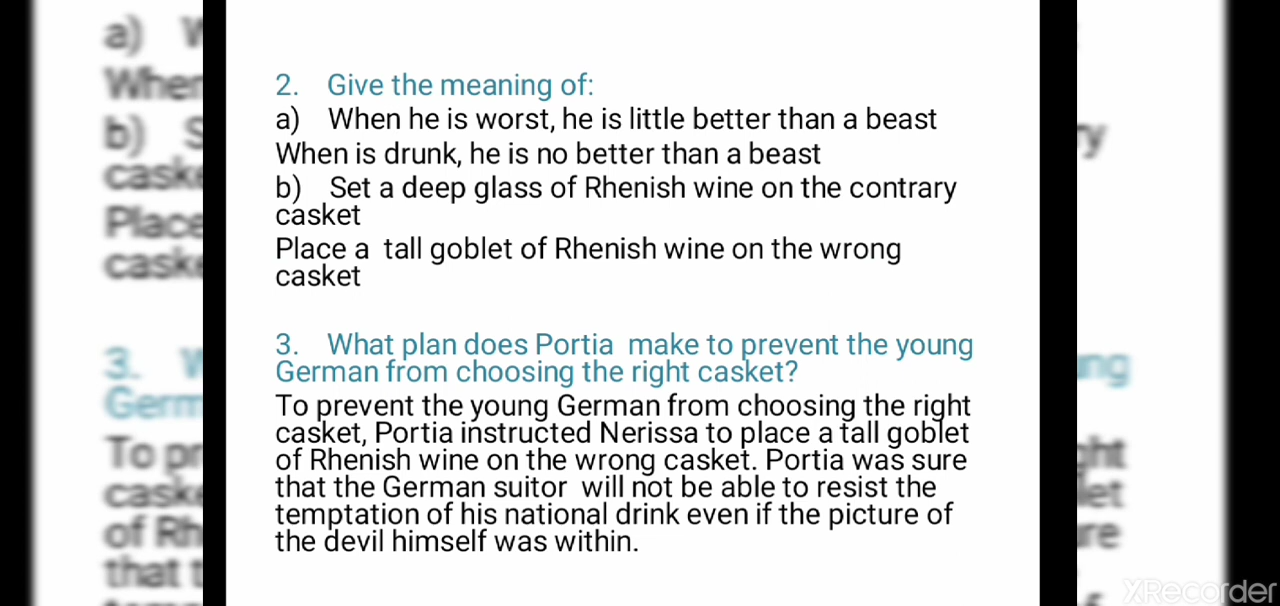 2. Give the meaning of:
a) When he is worst, he is little better than a beast
When is drunk, he is no better than a beast
b) Set a deep glass of Rhenish wine on the contrary
casket
Place a tall goblet of Rhenish wine on the wrong
casket
3. What plan does Portia make to prevent the young
German from choosing the right casket?
To prevent the young German from choosing the right
casket, Portia instructed Nerissa to place a tall goblet
of Rhenish wine on the wrong casket. Portia was sure
that the German suitor will not be able to resist the
temptation of his national drink even if the picture of
the devil himself was within.
XRecorder